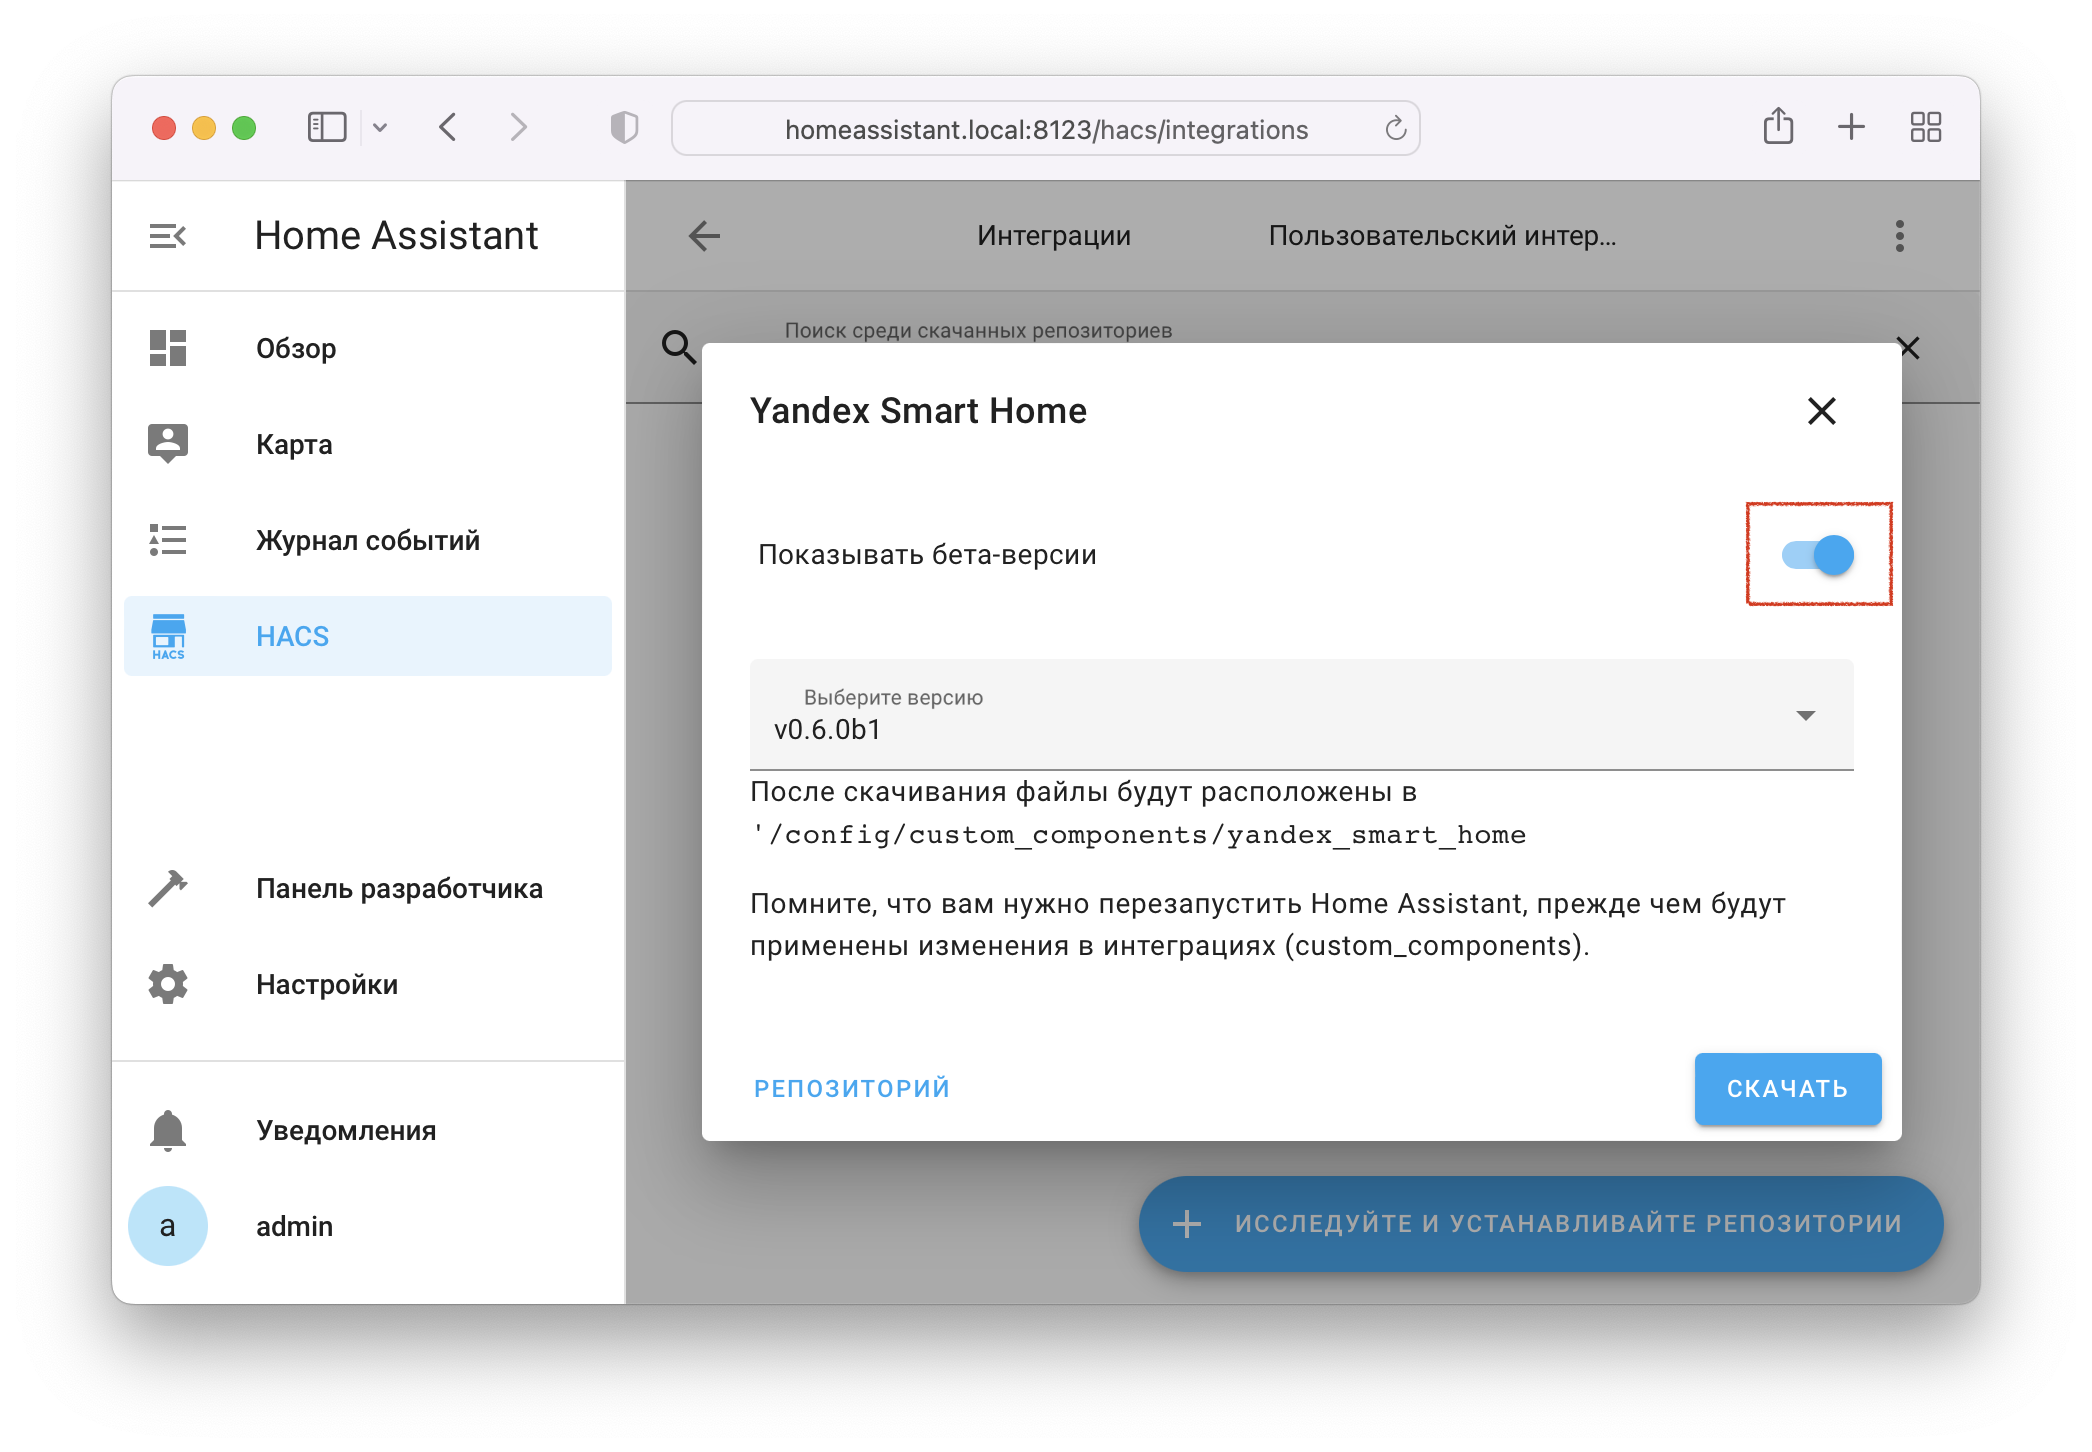 homeassistant.local:8123/hacs/integrations
Home Assistant
Интеграции
Пользовательский интер...
Обзор
Карта
Журнал событий
HACS
HACS
Панель разработчика
Настройки
Уведомления
a
admin
Поиск среди скачанных репозиториев
Yandex Smart Home
Показывать бета-версии
Выберите версию
v0.6.0b1
После скачивания файлы будут расположены в
'/config/custom_components/yandex_smart_home
Помните, что вам нужно перезапустить Home Assistant, прежде чем будут
применены изменения в интеграциях (custom_components).
РЕПОЗИТОРИЙ
СКАЧАТЬ
ИССЛЕДУЙТЕ И УСТАНАВЛИВАЙТЕ РЕПОЗИТОРИИ